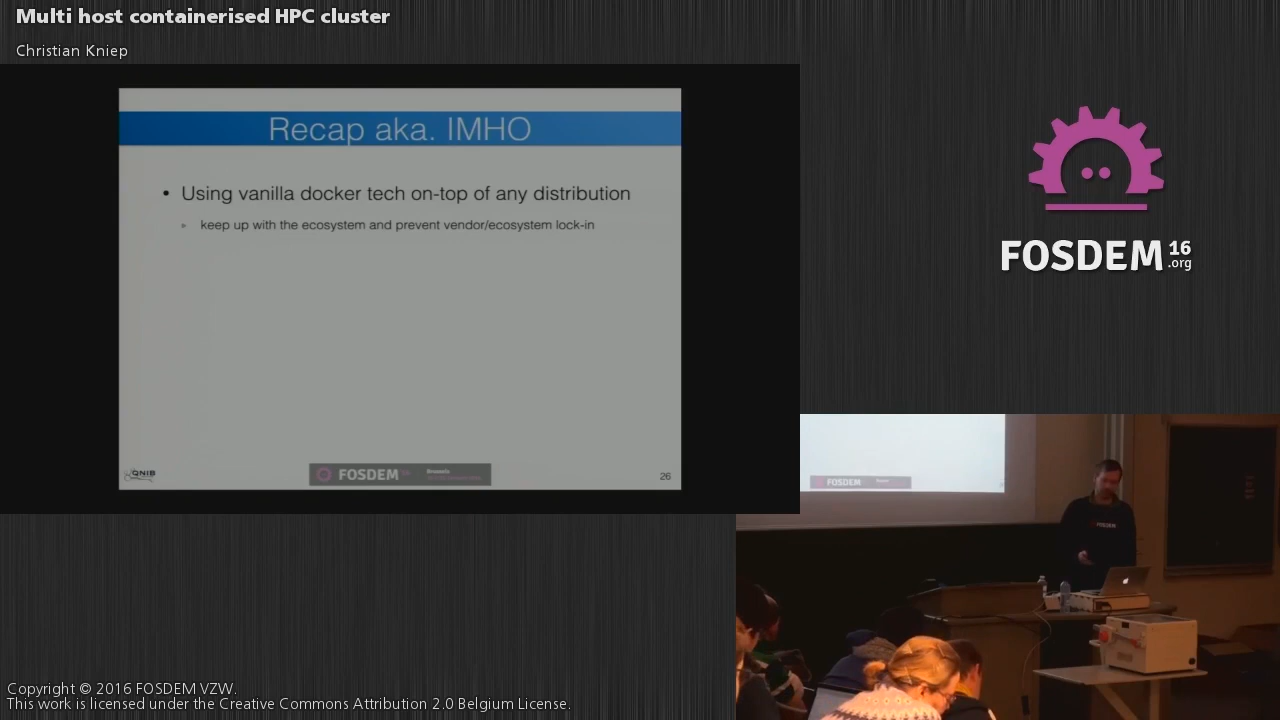 Multi host containerised HPC cluster
Christian Kniep
Recap aka. IMHO
• Using vanilla docker tech on-top of any distribution
▹ keep up with the ecosystem and prevent vendor/ecosystem lock-in
QNIB
FOSDEM
Brussels
26
FOSDEM 16
.org
FOSDEM
FOSDEM
Copyright © 2016 FOSDEM VZW.
This work is licensed under the Creative Commons Attribution 2.0 Belgium License.